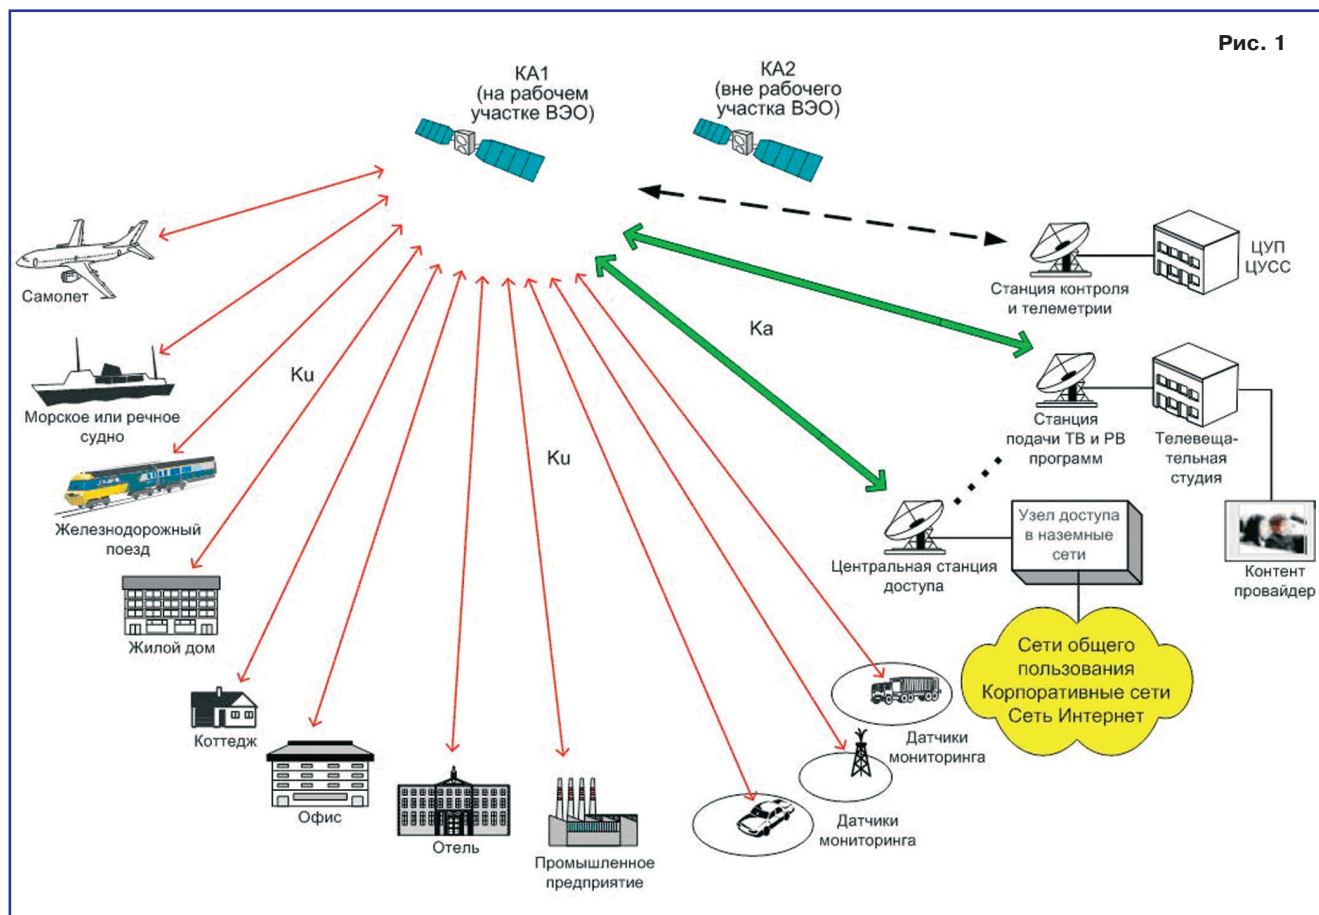 Рис. 1
КА1
(на рабочем
участке ВЭО)
КА2
(вне рабочего
участка ВЭО)
Самолет
ЦУП
ЦУСС
Станция контроля
и телеметрии
Ka
Ku
Морское или речное
судно
Станция
подачи ТВ и РВ
программ
Телевеща-
тельная
студия
Ku
Железнодорожный
поезд
Узел доступа
в наземные
сети
Центральная станция
доступа
Контент
провайдер
Жилой дом
Сети общего
пользования
Корпоративные сети
Сеть Интернет
Коттедж
Датчики
мониторинга
Офис
Отель
Датчики
мониторинга
Промышленное
предприятие